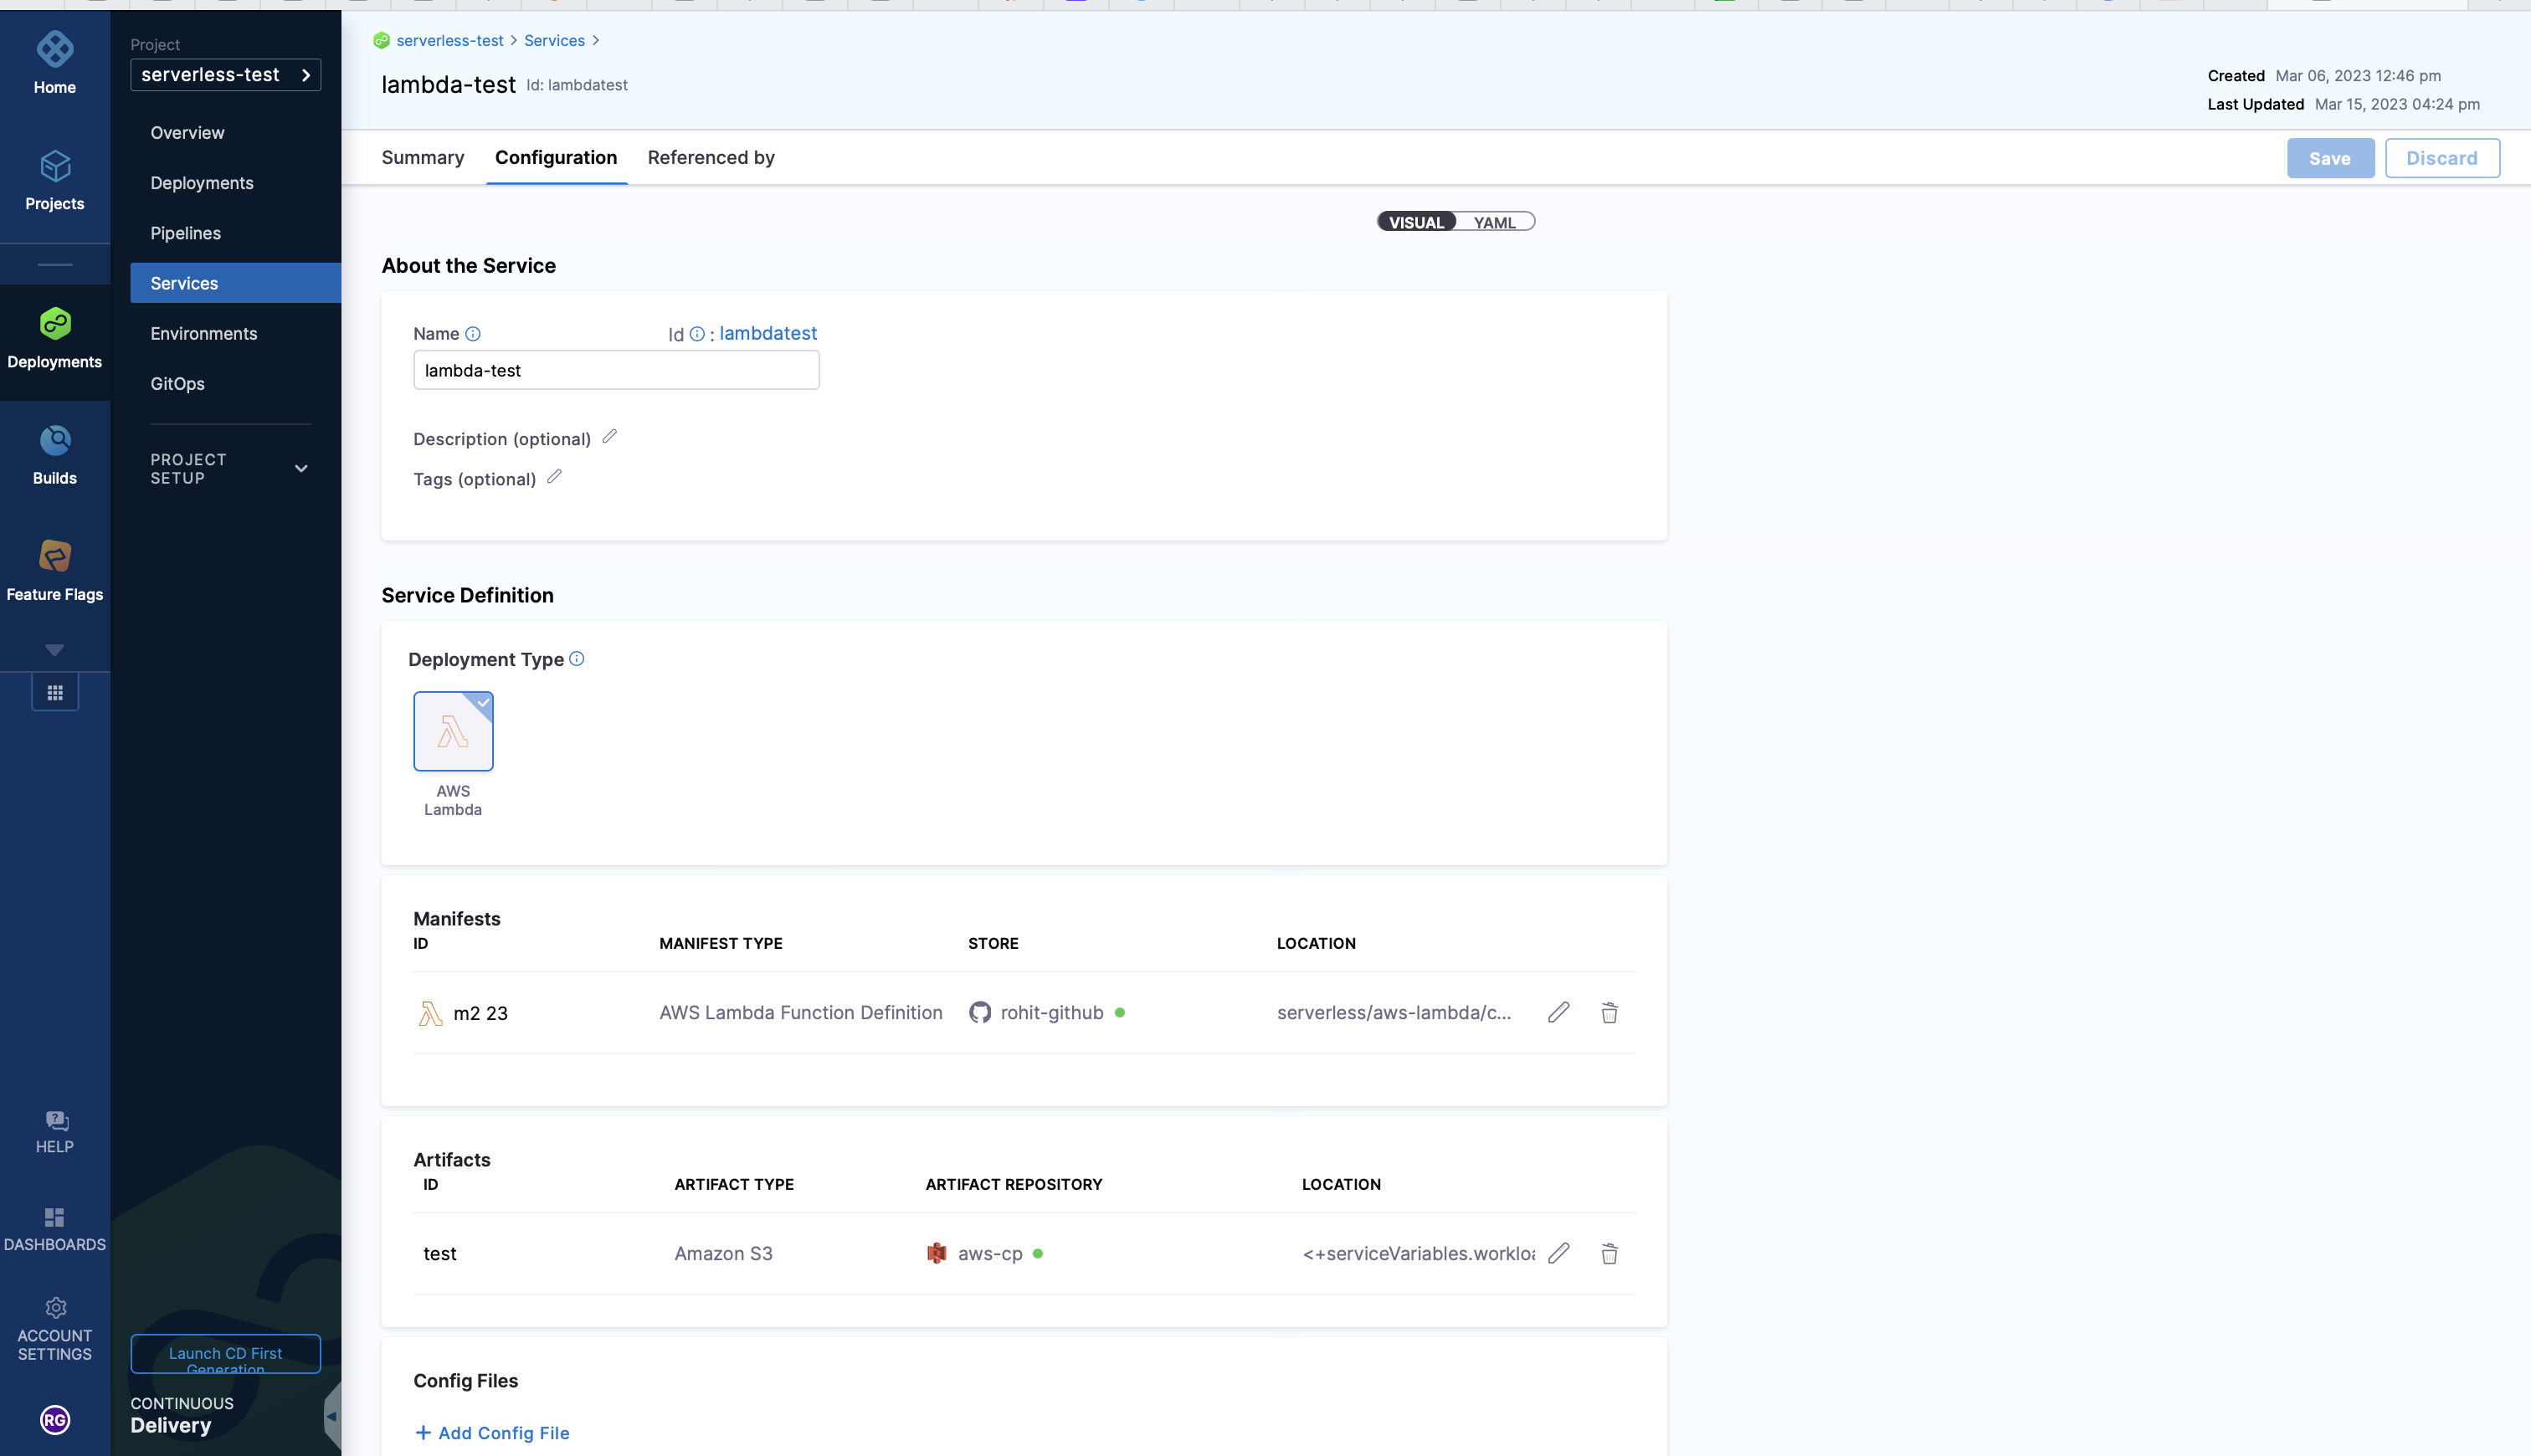 Home
Projects
Deployments
Builds
Feature Flags
HELP
DASHBOARDS
ACCOUNT
SETTINGS
RG
Project
serverless-test
Overview
Deployments
Pipelines
Services
Environments
GitOps
PROJECT
SETUP
Launch CD First
Generation
CONTINUOUS
Delivery
serverless-test > Services >
lambda-test Id: lambdatest
Created Mar 06, 2023 12:46 pm
Last Updated Mar 15, 2023 04:24 pm
Summary Configuration Referenced by
Save Discard
VISUAL YAML
About the Service
Name Id : lambdatest
lambda-test
Description (optional)
Tags (optional)
Service Definition
Deployment Type
AWS
Lambda
Manifests
ID MANIFEST TYPE STORE LOCATION
m2 23 AWS Lambda Function Definition rohit-github serverless/aws-lambda/c...
Artifacts
ID ARTIFACT TYPE ARTIFACT REPOSITORY LOCATION
test Amazon S3 aws-cp <+serviceVariables.workloa
Config Files
+ Add Config File